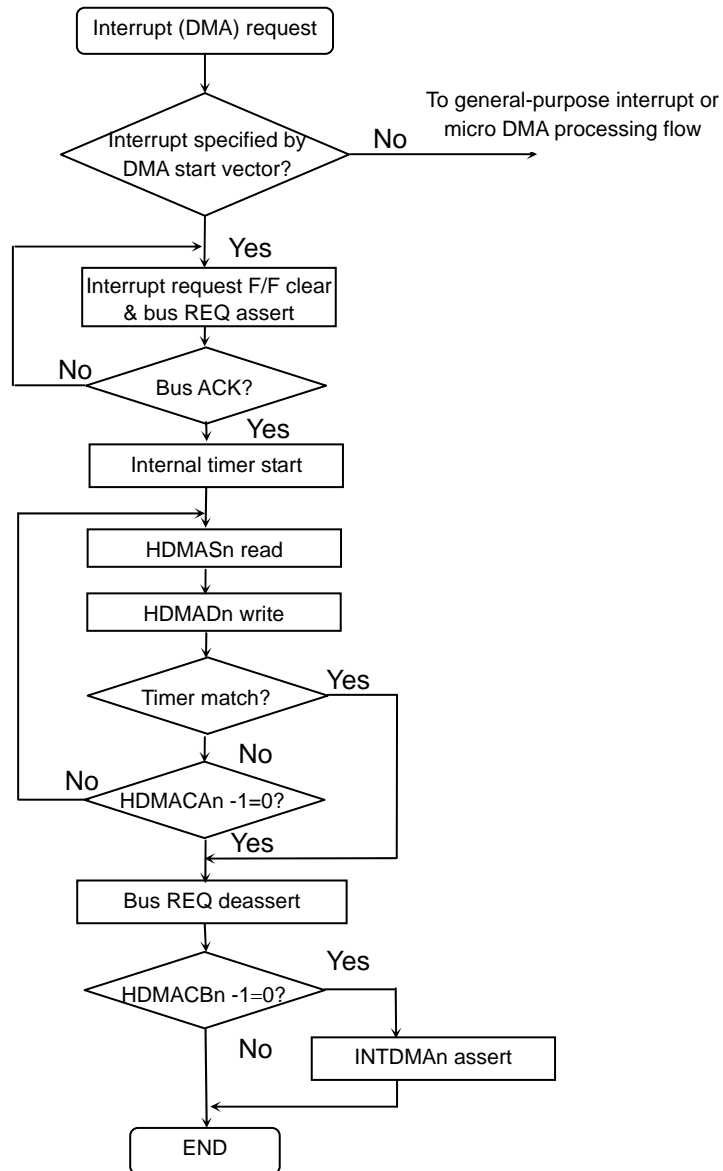 Interrupt (DMA) request
To general-purpose interrupt or
micro DMA processing flow
Interrupt specified by
DMA start vector?
No
Yes
Interrupt request F/F clear
& bus REQ assert
No
Bus ACK?
Yes
Internal timer start
HDMASn read
HDMADn write
Timer match?
Yes
No
No
HDMACAn -1=0?
Yes
Bus REQ deassert
Yes
HDMACBn -1=0?
No
INTDMAn assert
END